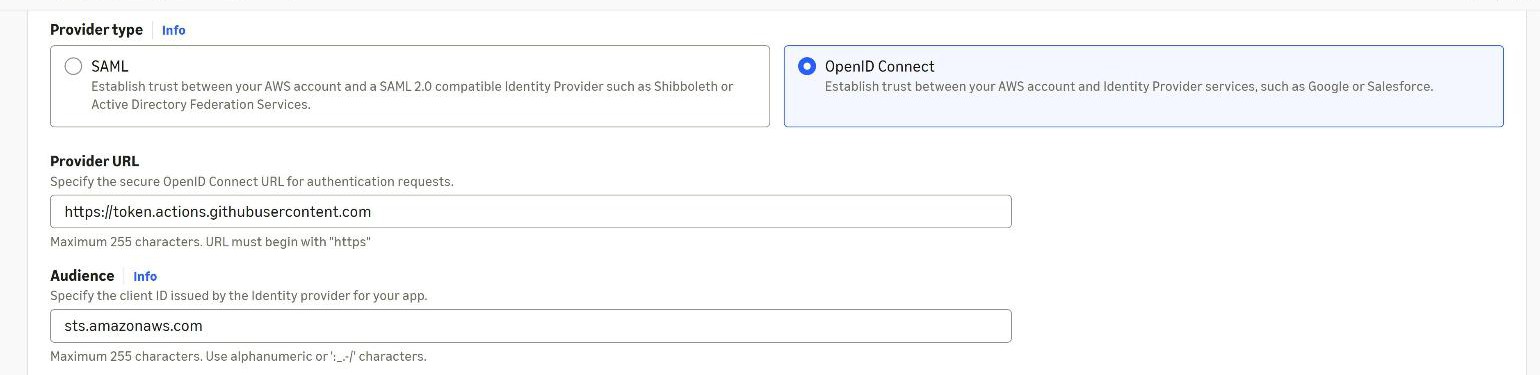 Provider type Info
SAML
Establish trust between your AWS account and a SAML 2.0 compatible Identity Provider such as Shibboleth or
Active Directory Federation Services.
OpenID Connect
Establish trust between your AWS account and Identity Provider services, such as Google or Salesforce.
Provider URL
Specify the secure OpenID Connect URL for authentication requests.
https://token.actions.githubusercontent.com
Maximum 255 characters. URL must begin with "https"
Audience Info
Specify the client ID issued by the Identity provider for your app.
sts.amazonaws.com
Maximum 255 characters. Use alphanumeric or ':_.-/' characters.